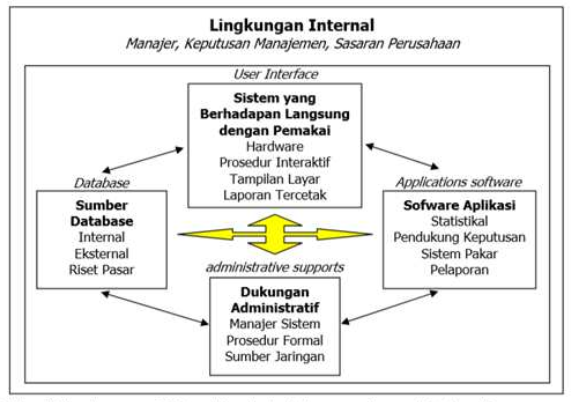 Lingkungan Internal
Manajer, Keputusan Manajemen, Sasaran Perusahaan
User Interface
Sistem yang
Berhadapan Langsung
dengan Pemakai
Hardware
Prosedur Interaktif
Tampilan Layar
Laporan Tercetak
Database
Sumber
Database
Internal
Eksternal
Riset Pasar
Applications software
Sofware Aplikasi
Statistikal
Pendukung Keputusan
Sistem Pakar
Pelaporan
administrative supports
Dukungan
Administratif
Manajer Sistem
Prosedur Formal
Sumber Jaringan